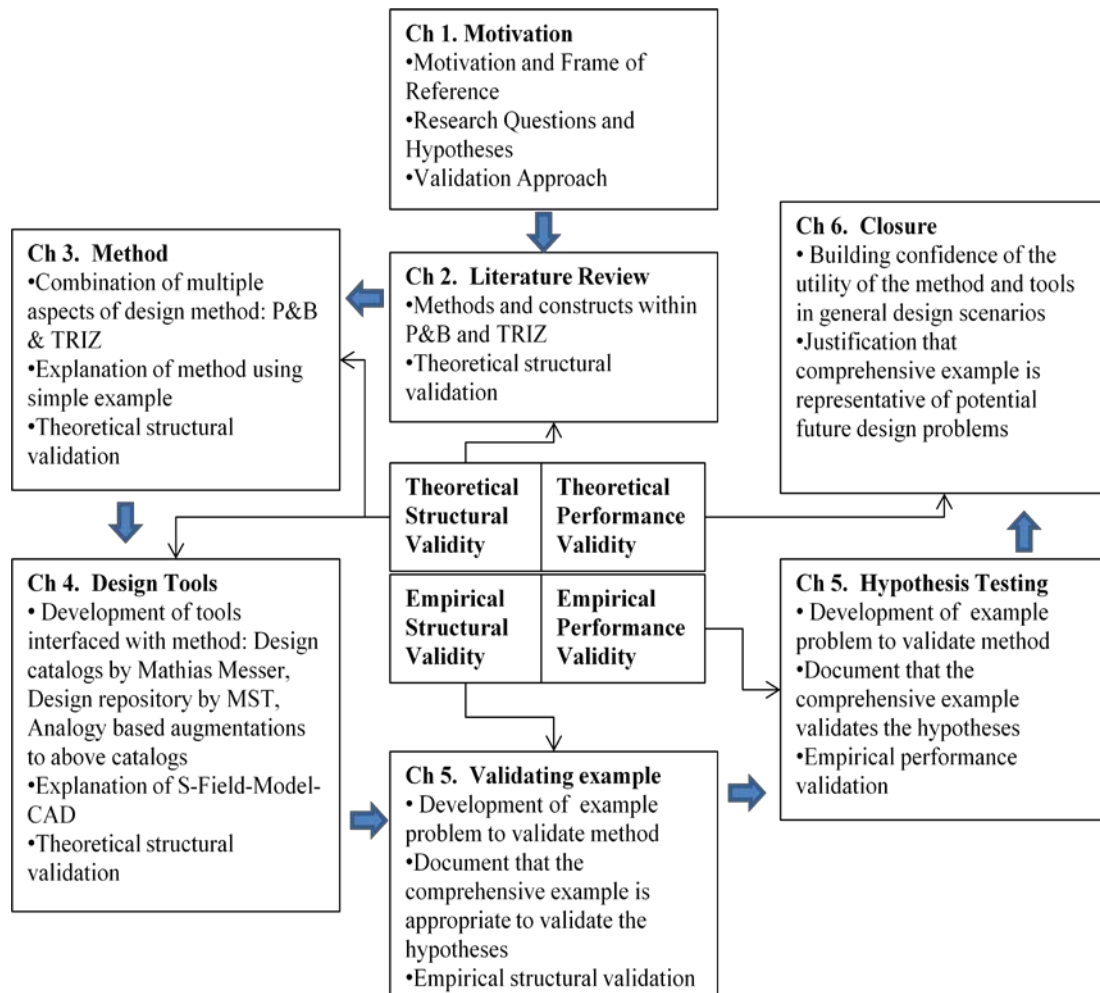 Ch 1. Motivation
•Motivation and Frame of
Reference
•Research Questions and
Hypotheses
•Validation Approach
Ch 2. Literature Review
•Methods and constructs within
P&B and TRIZ
•Theoretical structural
validation
Ch 3.  Method
•Combination of multiple
aspects of design method: P&B
& TRIZ
•Explanation of method using
simple example
•Theoretical structural
validation
Ch 4.  Design Tools
• Development of tools
interfaced with method: Design
catalogs by Mathias Messer,
Design repository by MST,
Analogy based augmentations
to above catalogs
•Explanation of S-Field-Model-
CAD
•Theoretical structural
validation
Theoretical
Structural
Validity
Theoretical
Performance
Validity
Empirical
Structural
Validity
Empirical
Performance
Validity
Ch 5.  Validating example
• Development of  example
problem to validate method
•Document that the
comprehensive example is
appropriate to validate the
hypotheses
•Empirical structural validation
Ch 5.  Hypothesis Testing
• Development of  example
problem to validate method
•Document that the
comprehensive example
validates the hypotheses
•Empirical performance
validation
Ch 6.  Closure
• Building confidence of the
utility of the method and tools
in general design scenarios
•Justification that
comprehensive example is
representative of potential
future design problems